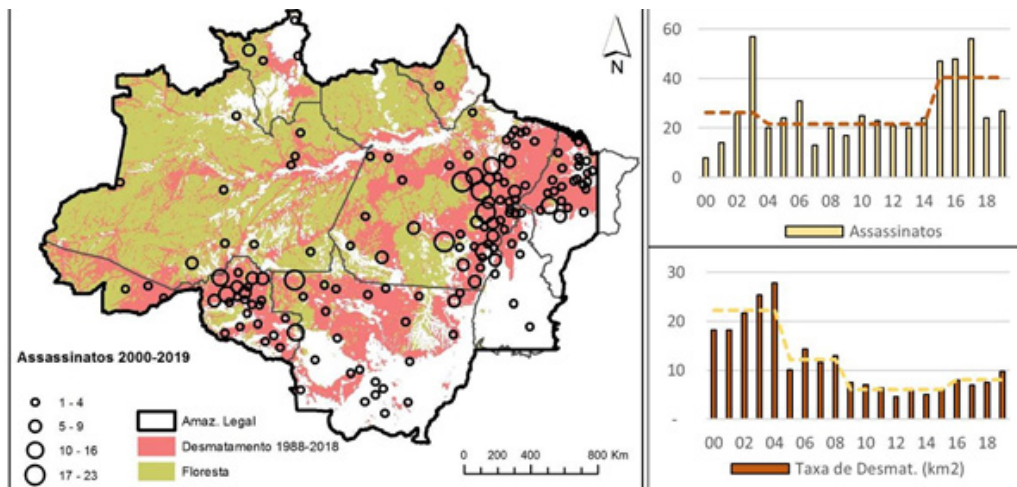 N
Assassinatos 2000-2019
1 - 4
5 - 9
10 - 16
17 - 23
Amaz. Legal
Desmatamento 1988-2018
Floresta
0 200 400 800 Km
60
40
20
0
00 02 04 06 08 10 12 14 16 18
Assassinatos
30
20
10
-
00 02 04 06 08 10 12 14 16 18
Taxa de Desmat. (km2)